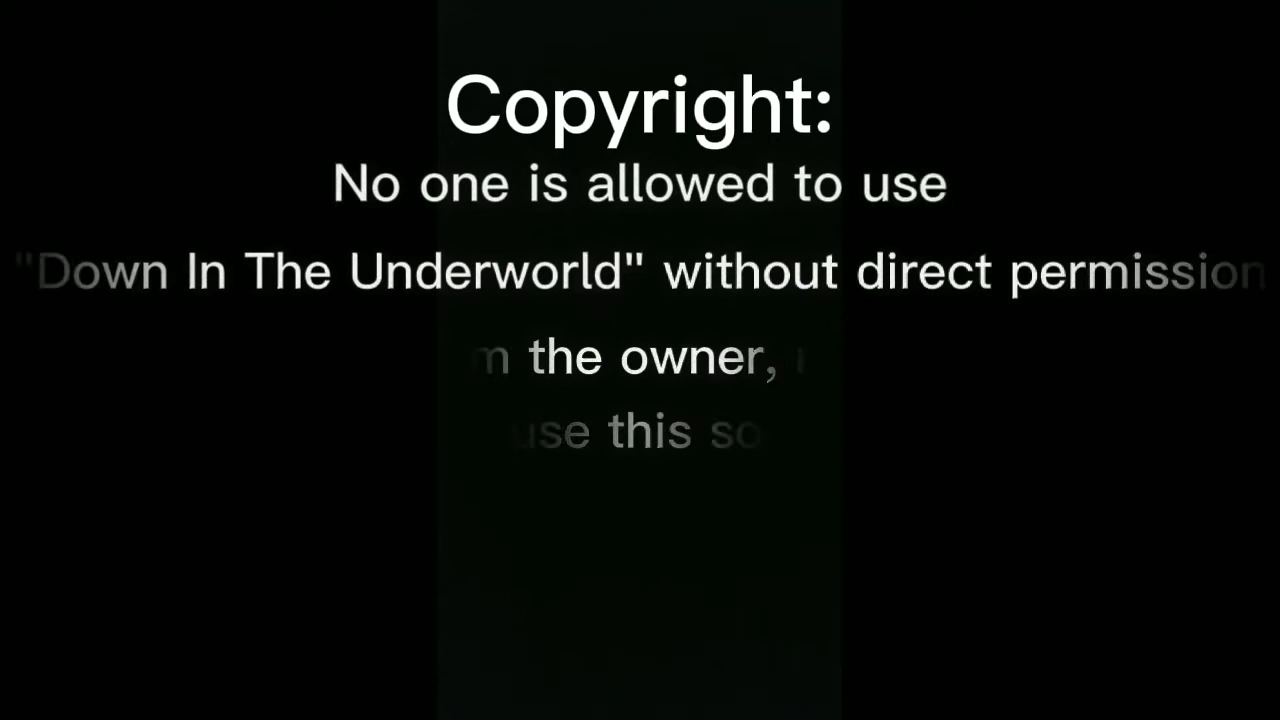 Copyright:
No one is allowed to use
"Down In The Underworld" without direct permission
the owner,
use this